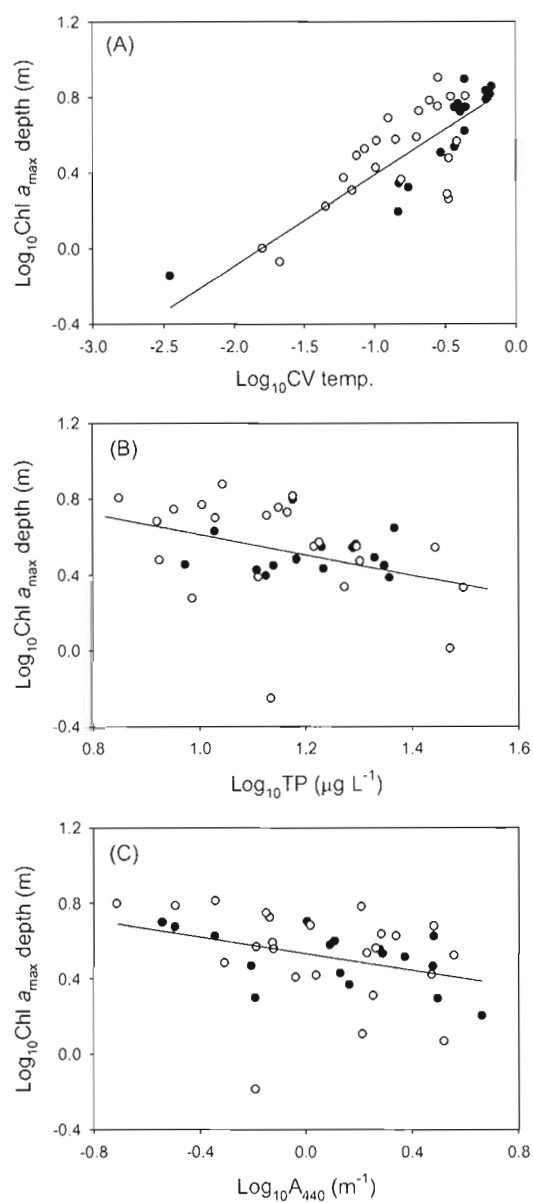 (A)
1.2
0.8
0.4
0.0
-0.4
Log₁₀Chl a_max depth (m)
-3.0 -2.5 -2.0 -1.5 -1.0 -0.5 0.0
Log₁₀CV temp.
(B)
1.2
0.8
0.4
0.0
-0.4
Log₁₀Chl a_max depth (m)
0.8 1.0 1.2 1.4 1.6
Log₁₀TP (µg L⁻¹)
(C)
1.2
0.8
0.4
0.0
-0.4
Log₁₀Chl a_max depth (m)
-0.8 -0.4 0.0 0.4 0.8
Log₁₀A₄₄₀ (m⁻¹)